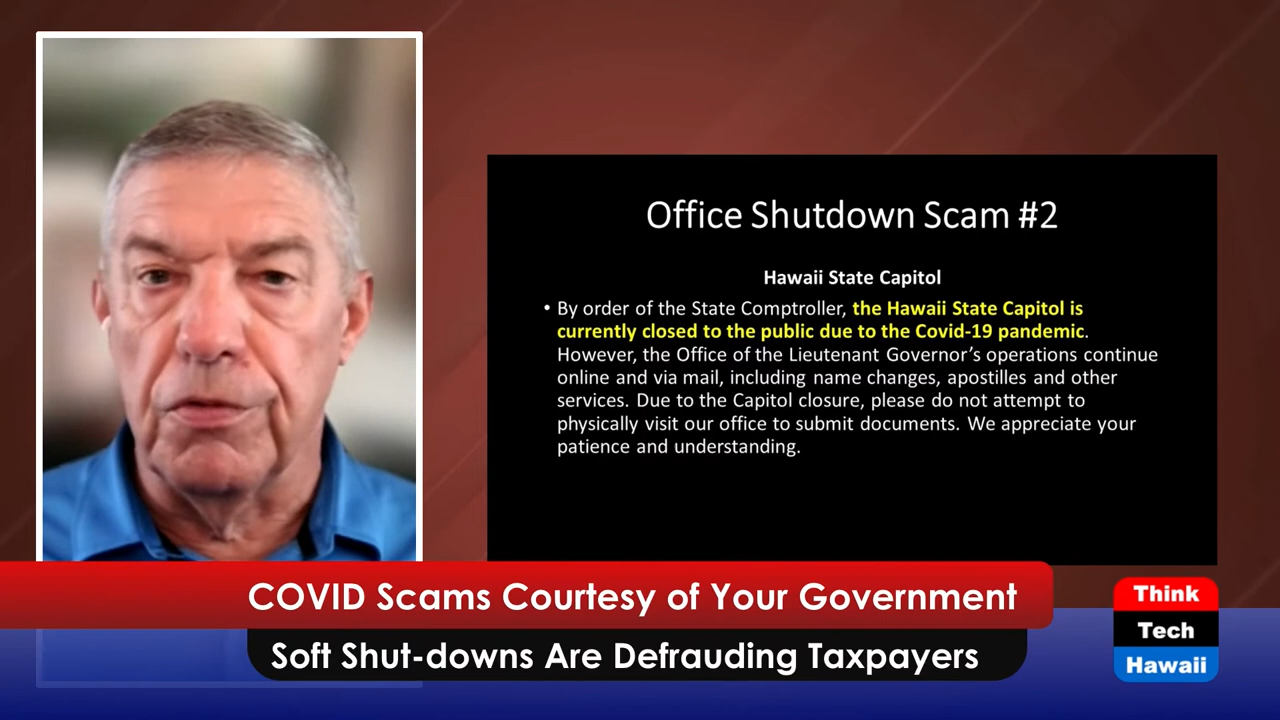 Office Shutdown Scam #2
Hawaii State Capitol
• By order of the State Comptroller, the Hawaii State Capitol is
currently closed to the public due to the Covid-19 pandemic.
However, the Office of the Lieutenant Governor's operations continue
online and via mail, including name changes, apostilles and other
services. Due to the Capitol closure, please do not attempt to
physically visit our office to submit documents. We appreciate your
patience and understanding.
COVID Scams Courtesy of Your Government
Soft Shut-downs Are Defrauding Taxpayers
Think
Tech
Hawaii